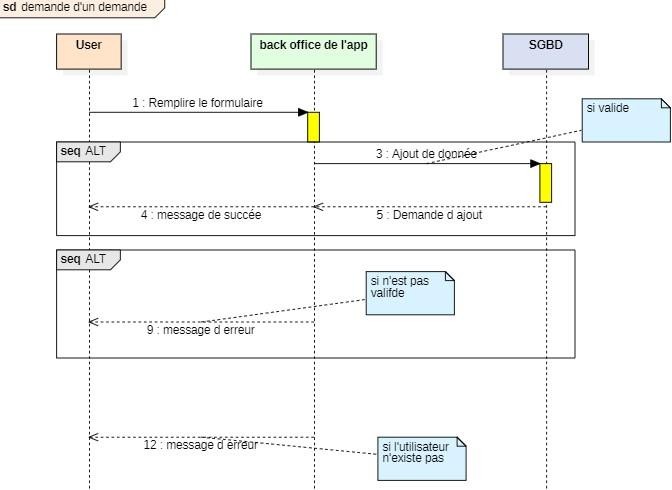 sd demande d'un demande
User
back office de l'app
SGBD
1 : Remplire le formulaire
si valide
seq ALT
3 : Ajout de donnée
4 : message de succée
5 : Demande d ajout
seq ALT
si n'est pas
valifde
9 : message d erreur
12 : message d'erreur
si l'utilisateur
n'existe pas